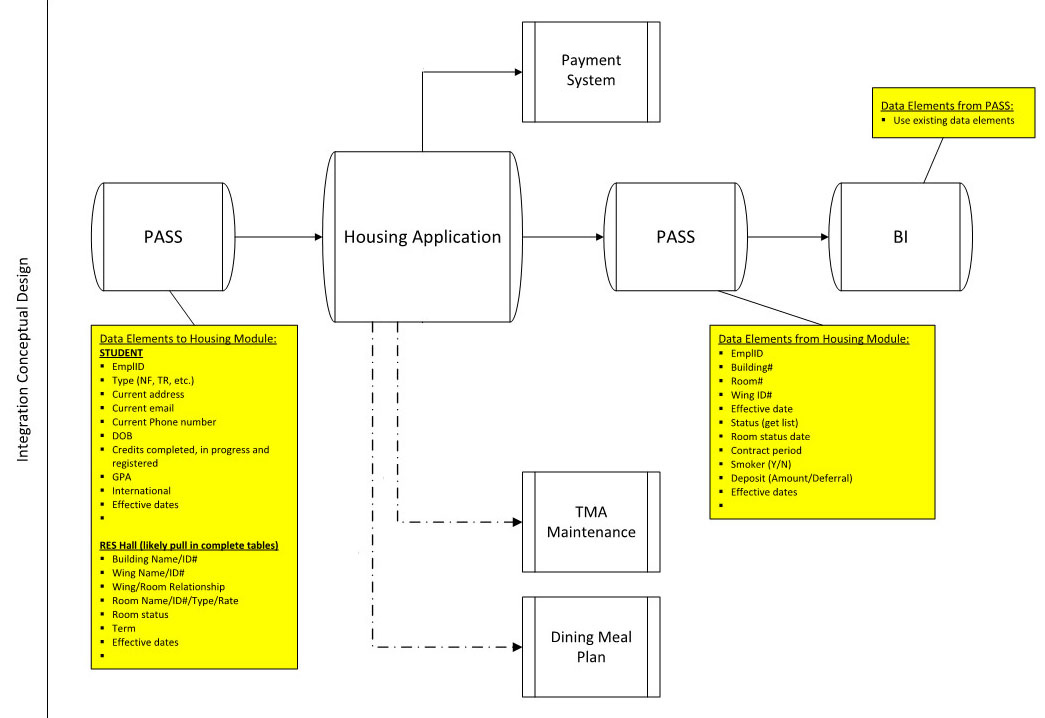 Integration Conceptual Design
Payment
System
Data Elements from PASS:
▪ Use existing data elements
PASS
Housing Application
PASS
BI
Data Elements to Housing Module:
STUDENT
▪ EmplID
▪ Type (NF, TR, etc.)
▪ Current address
▪ Current email
▪ Current Phone number
▪ DOB
▪ Credits completed, in progress and
registered
▪ GPA
▪ International
▪ Effective dates
▪
RES Hall (likely pull in complete tables)
▪ Building Name/ID#
▪ Wing Name/ID#
▪ Wing/Room Relationship
▪ Room Name/ID#/Type/Rate
▪ Room status
▪ Term
▪ Effective dates
▪
Data Elements from Housing Module:
▪ EmplID
▪ Building#
▪ Room#
▪ Wing ID#
▪ Effective date
▪ Status (get list)
▪ Room status date
▪ Contract period
▪ Smoker (Y/N)
▪ Deposit (Amount/Deferral)
▪ Effective dates
▪
TMA
Maintenance
Dining Meal
Plan